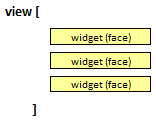 view [
widget (face)
widget (face)
widget (face)
]